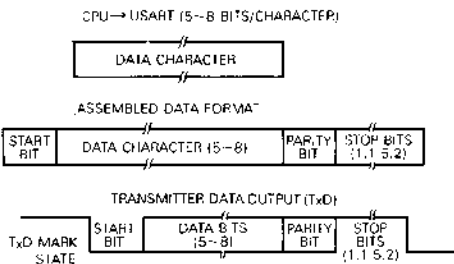 CPU→ USART (5-8 BITS/CHARACTER)
DATA CHARACTER
ASSEMBLED DATA FORMAT
START BIT
DATA CHARACTER (5-8)
PARITY BIT
STOP BITS (1,1.5,2)
TRANSMITTER DATA OUTPUT (TxD)
TxD MARK STATE
START BIT
DATA BITS (5-8)
PARITY BIT
STOP BITS (1,1.5,2)